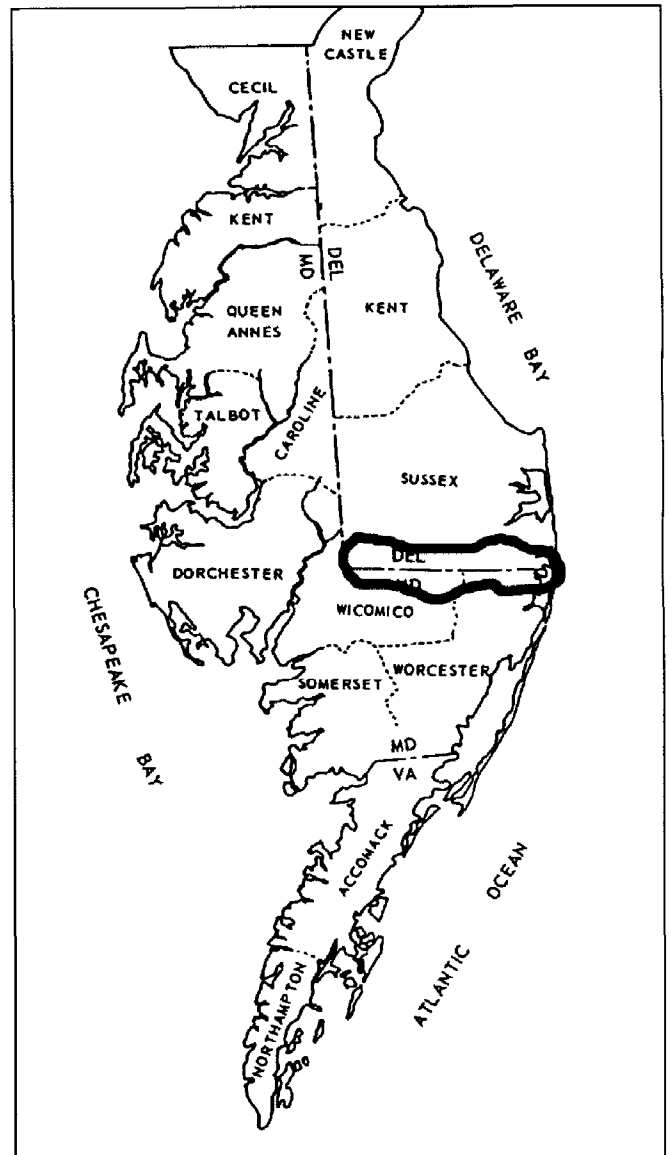 NEW
CASTLE
CECIL
KENT
DEL
MD
DELAWARE
BAY
QUEEN
ANNES
KENT
TALBOT
CAROLINE
SUSSEX
DEL
MD
DORCHESTER
WICOMICO
CHESAPEAKE
BAY
SOMERSET
WORCESTER
MD
VA
ACCOMACK
ATLANTIC
OCEAN
NORTHAMPTON